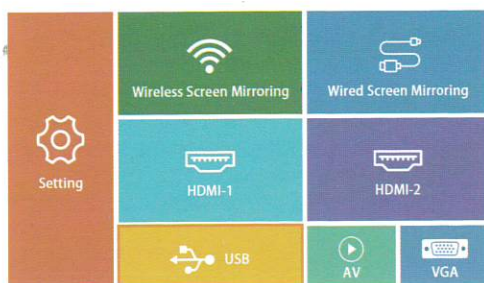 Setting
Wireless Screen Mirroring
Wired Screen Mirroring
HDMI-1
HDMI-2
USB
AV
VGA